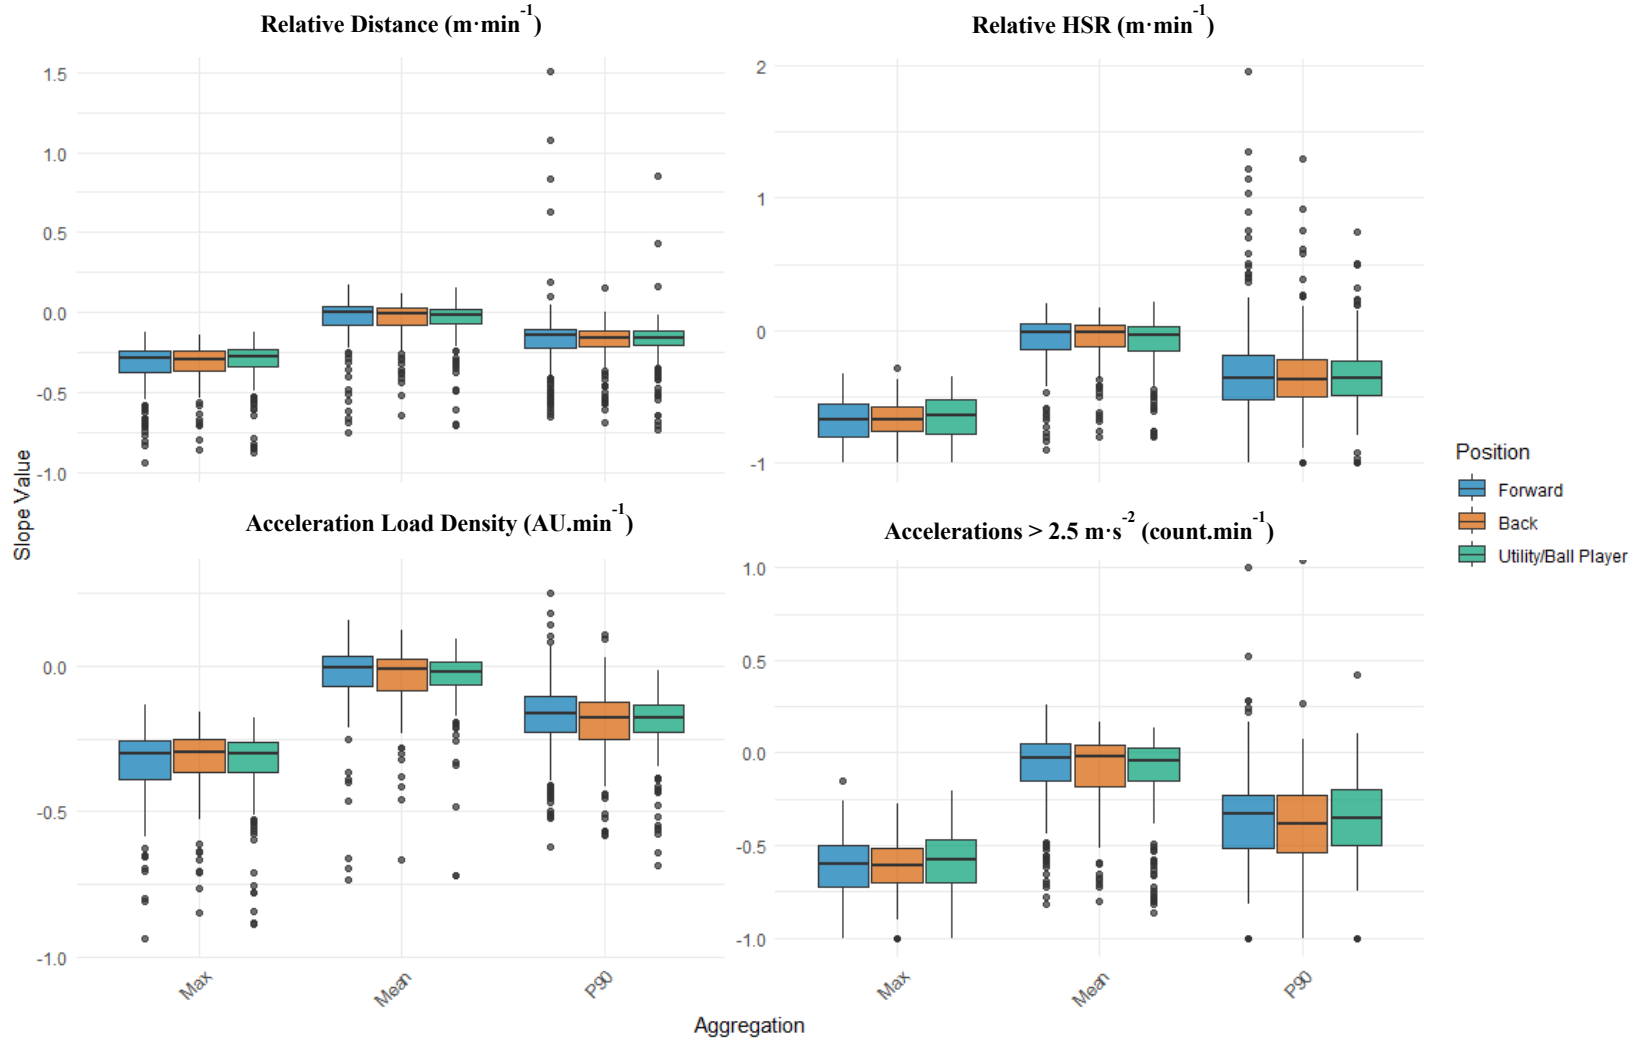 Relative Distance (m·min⁻¹)
Relative HSR (m·min⁻¹)
1.5
1.0
0.5
0.0
-0.5
-1.0
2
1
0
-1
Slope Value
Acceleration Load Density (AU.min⁻¹)
Accelerations > 2.5 m·s⁻² (count.min⁻¹)
0.0
-0.5
-1.0
1.0
0.5
0.0
-0.5
-1.0
Max
Mean
P90
Max
Mean
P90
Aggregation
Position
Forward
Back
Utility/Ball Player